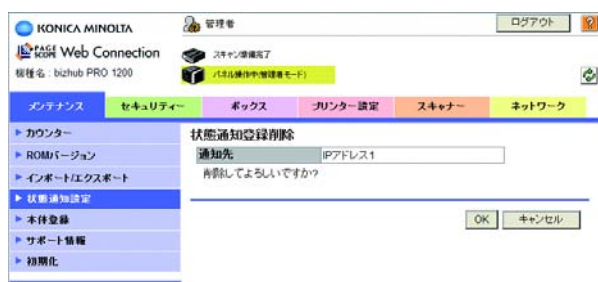 KONICA MINOLTA
管理者
ログアウト
?
PAGE SCOPE Web Connection
スキャン準備完了
機種名 : bizhub PRO 1200
パネル操作中(管理者モード)
メンテナンス
セキュリティー
ボックス
プリンター設定
スキャナー
ネットワーク
カウンター
ROMバージョン
インポート/エクスポート
状態通知設定
本体登録
サポート情報
初期化
状態通知登録削除
通知先 IPアドレス1
削除してよろしいですか?
OK キャンセル